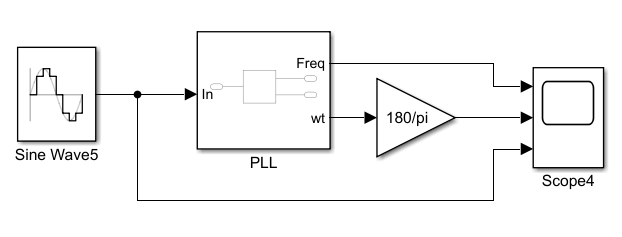 Freq
In
wt
180/pi
Sine Wave5
PLL
Scope4